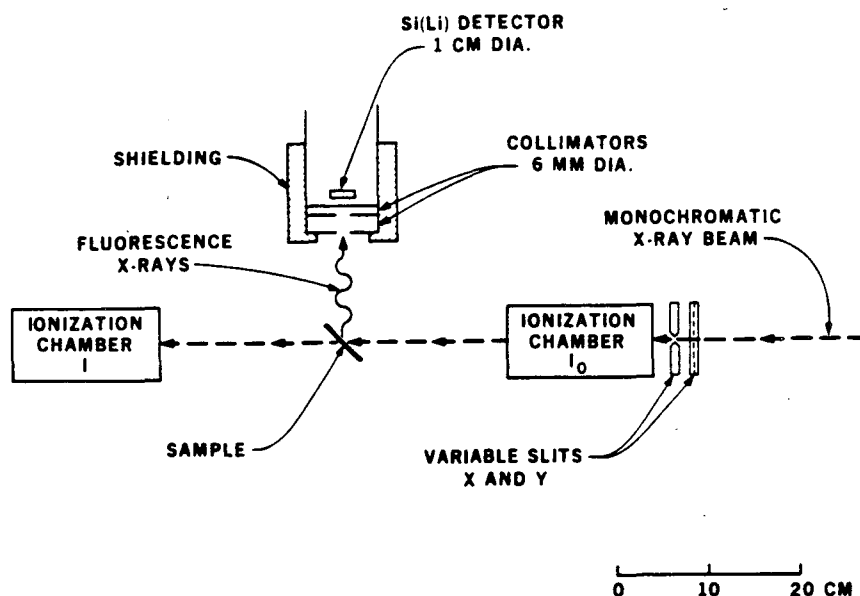 Si(Li) DETECTOR
1 CM DIA.
SHIELDING
COLLIMATORS
6 MM DIA.
MONOCHROMATIC
X-RAY BEAM
FLUORESCENCE
X-RAYS
IONIZATION
CHAMBER
I
IONIZATION
CHAMBER
I₀
SAMPLE
VARIABLE SLITS
X AND Y
0 10 20 CM